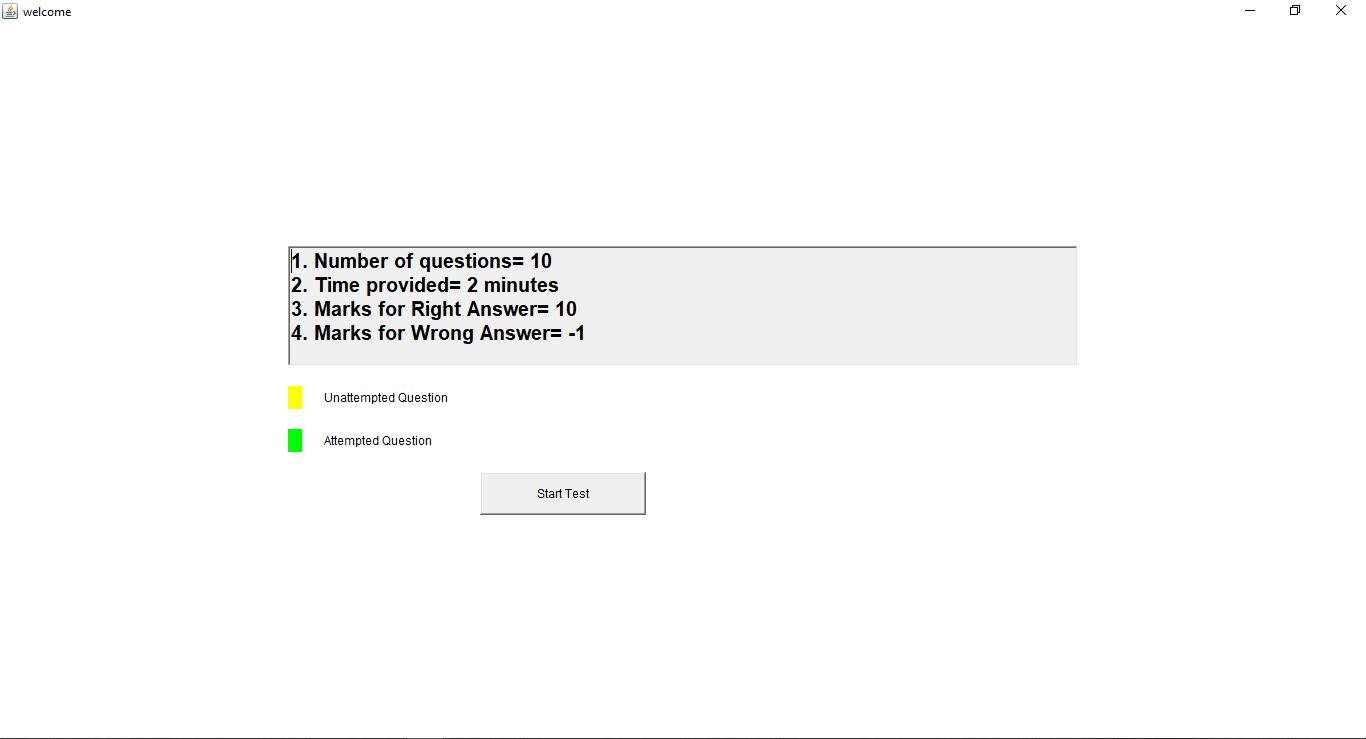 welcome
1. Number of questions= 10
2. Time provided= 2 minutes
3. Marks for Right Answer= 10
4. Marks for Wrong Answer= -1
Unattempted Question
Attempted Question
Start Test